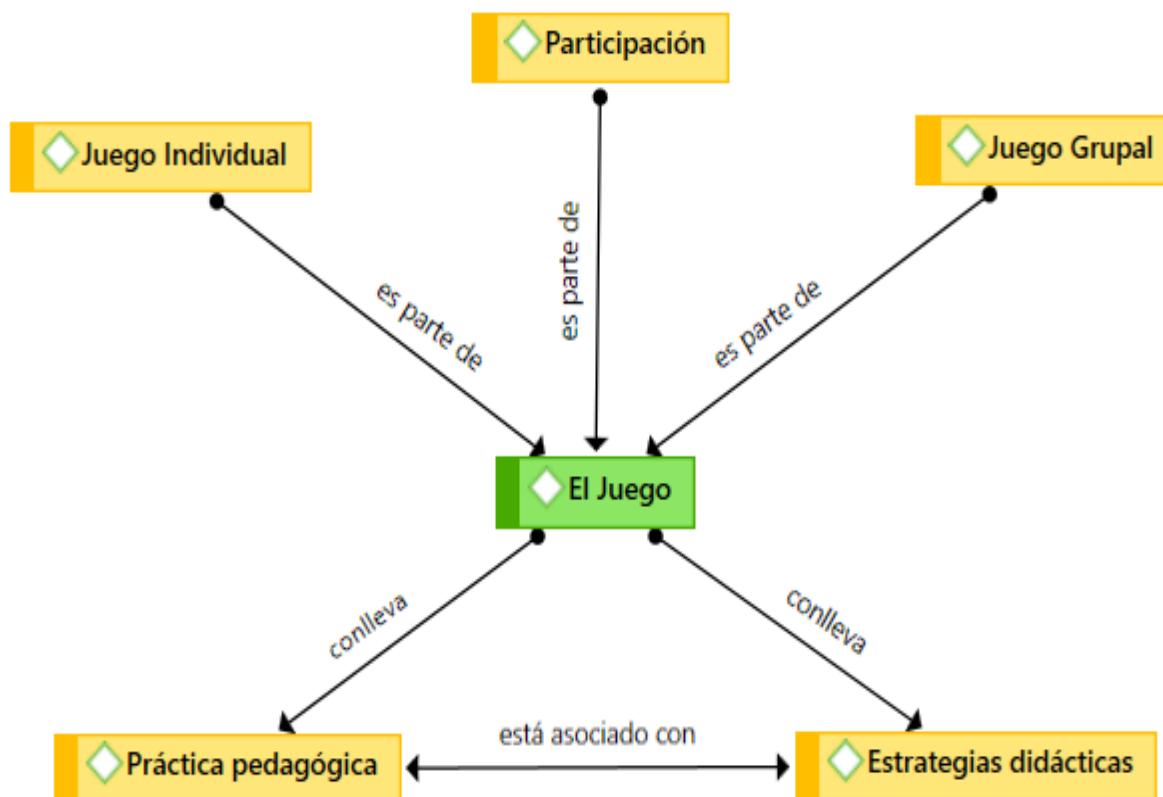 Participación
Juego Individual
Juego Grupal
es parte de
es parte de
es parte de
El Juego
conlleva
conlleva
está asociado con
Práctica pedagógica
Estrategias didácticas